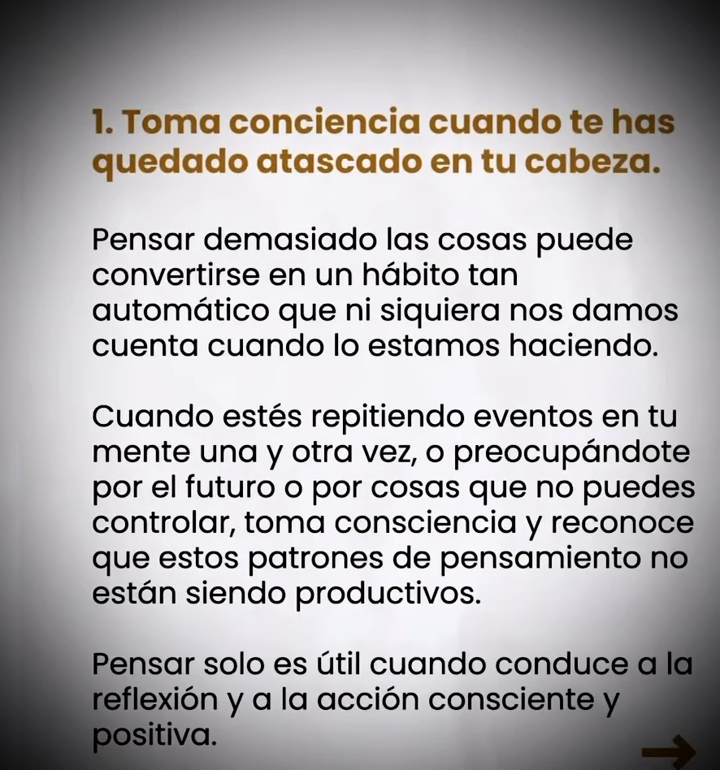 1. Toma conciencia cuando te has
quedado atascado en tu cabeza.
Pensar demasiado las cosas puede
convertirse en un hábito tan
automático que ni siquiera nos damos
cuenta cuando lo estamos haciendo.
Cuando estés repitiendo eventos en tu
mente una y otra vez, o preocupándote
por el futuro o por cosas que no puedes
controlar, toma consciencia y reconoce
que estos patrones de pensamiento no
están siendo productivos.
Pensar solo es útil cuando conduce a la
reflexión y a la acción consciente y
positiva.